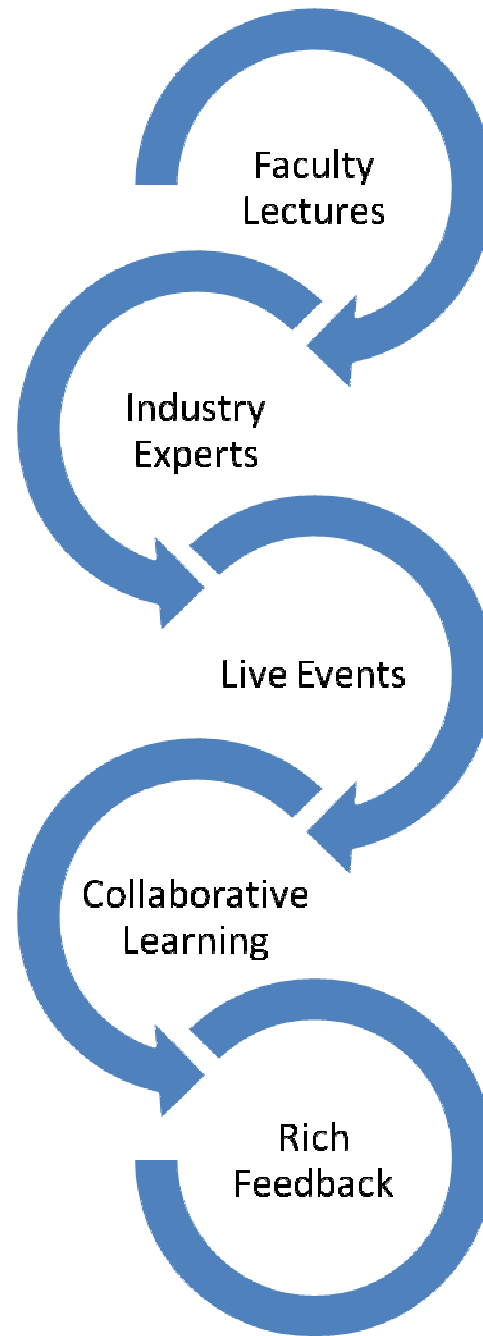 Faculty
Lectures
Industry
Experts
Live Events
Collaborative
Learning
Rich
Feedback